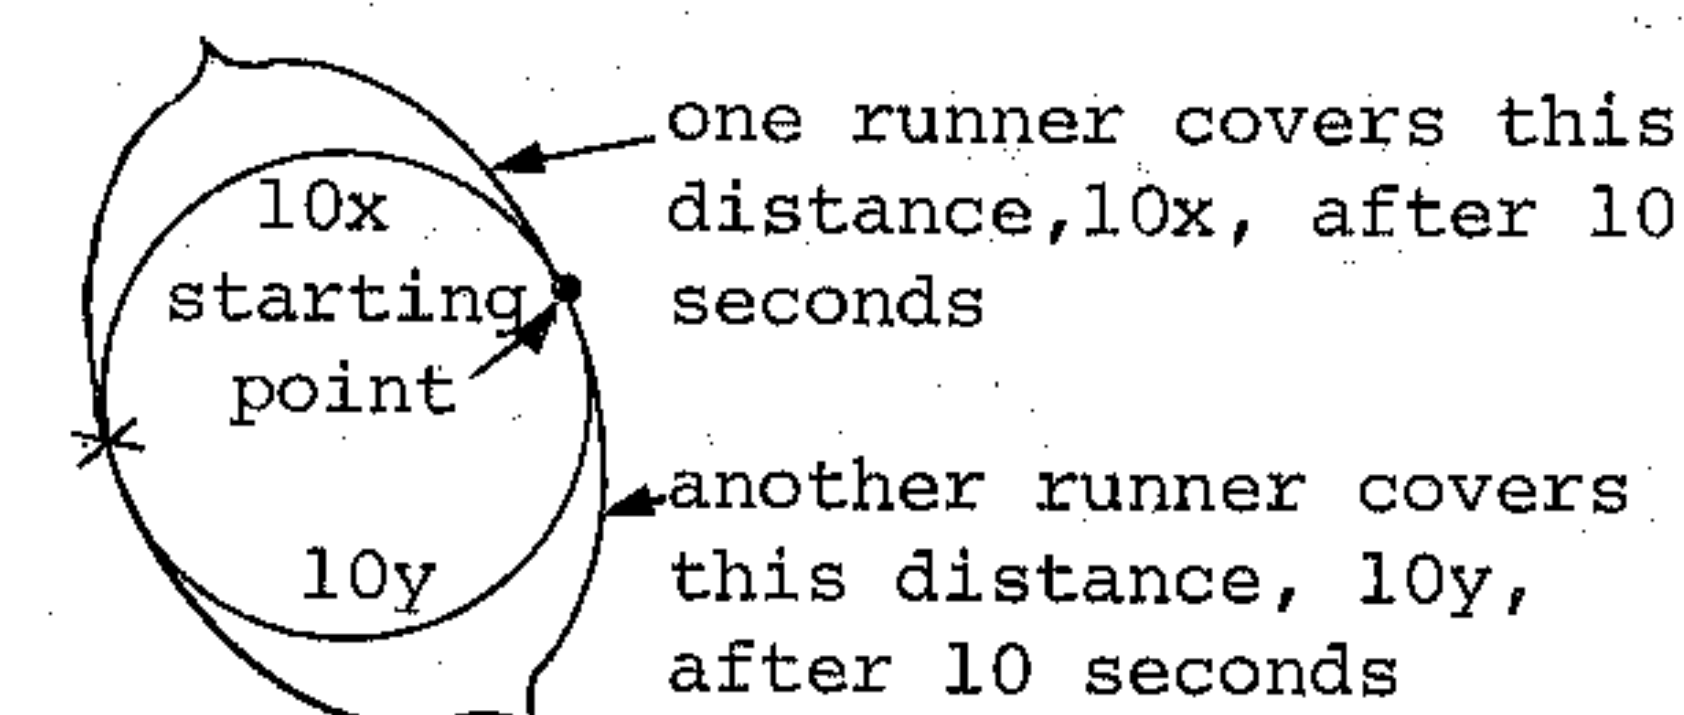 one runner covers this
distance,10x, after 10
seconds
10x
starting
point
another runner covers
this distance, 10y,
after 10 seconds
10y